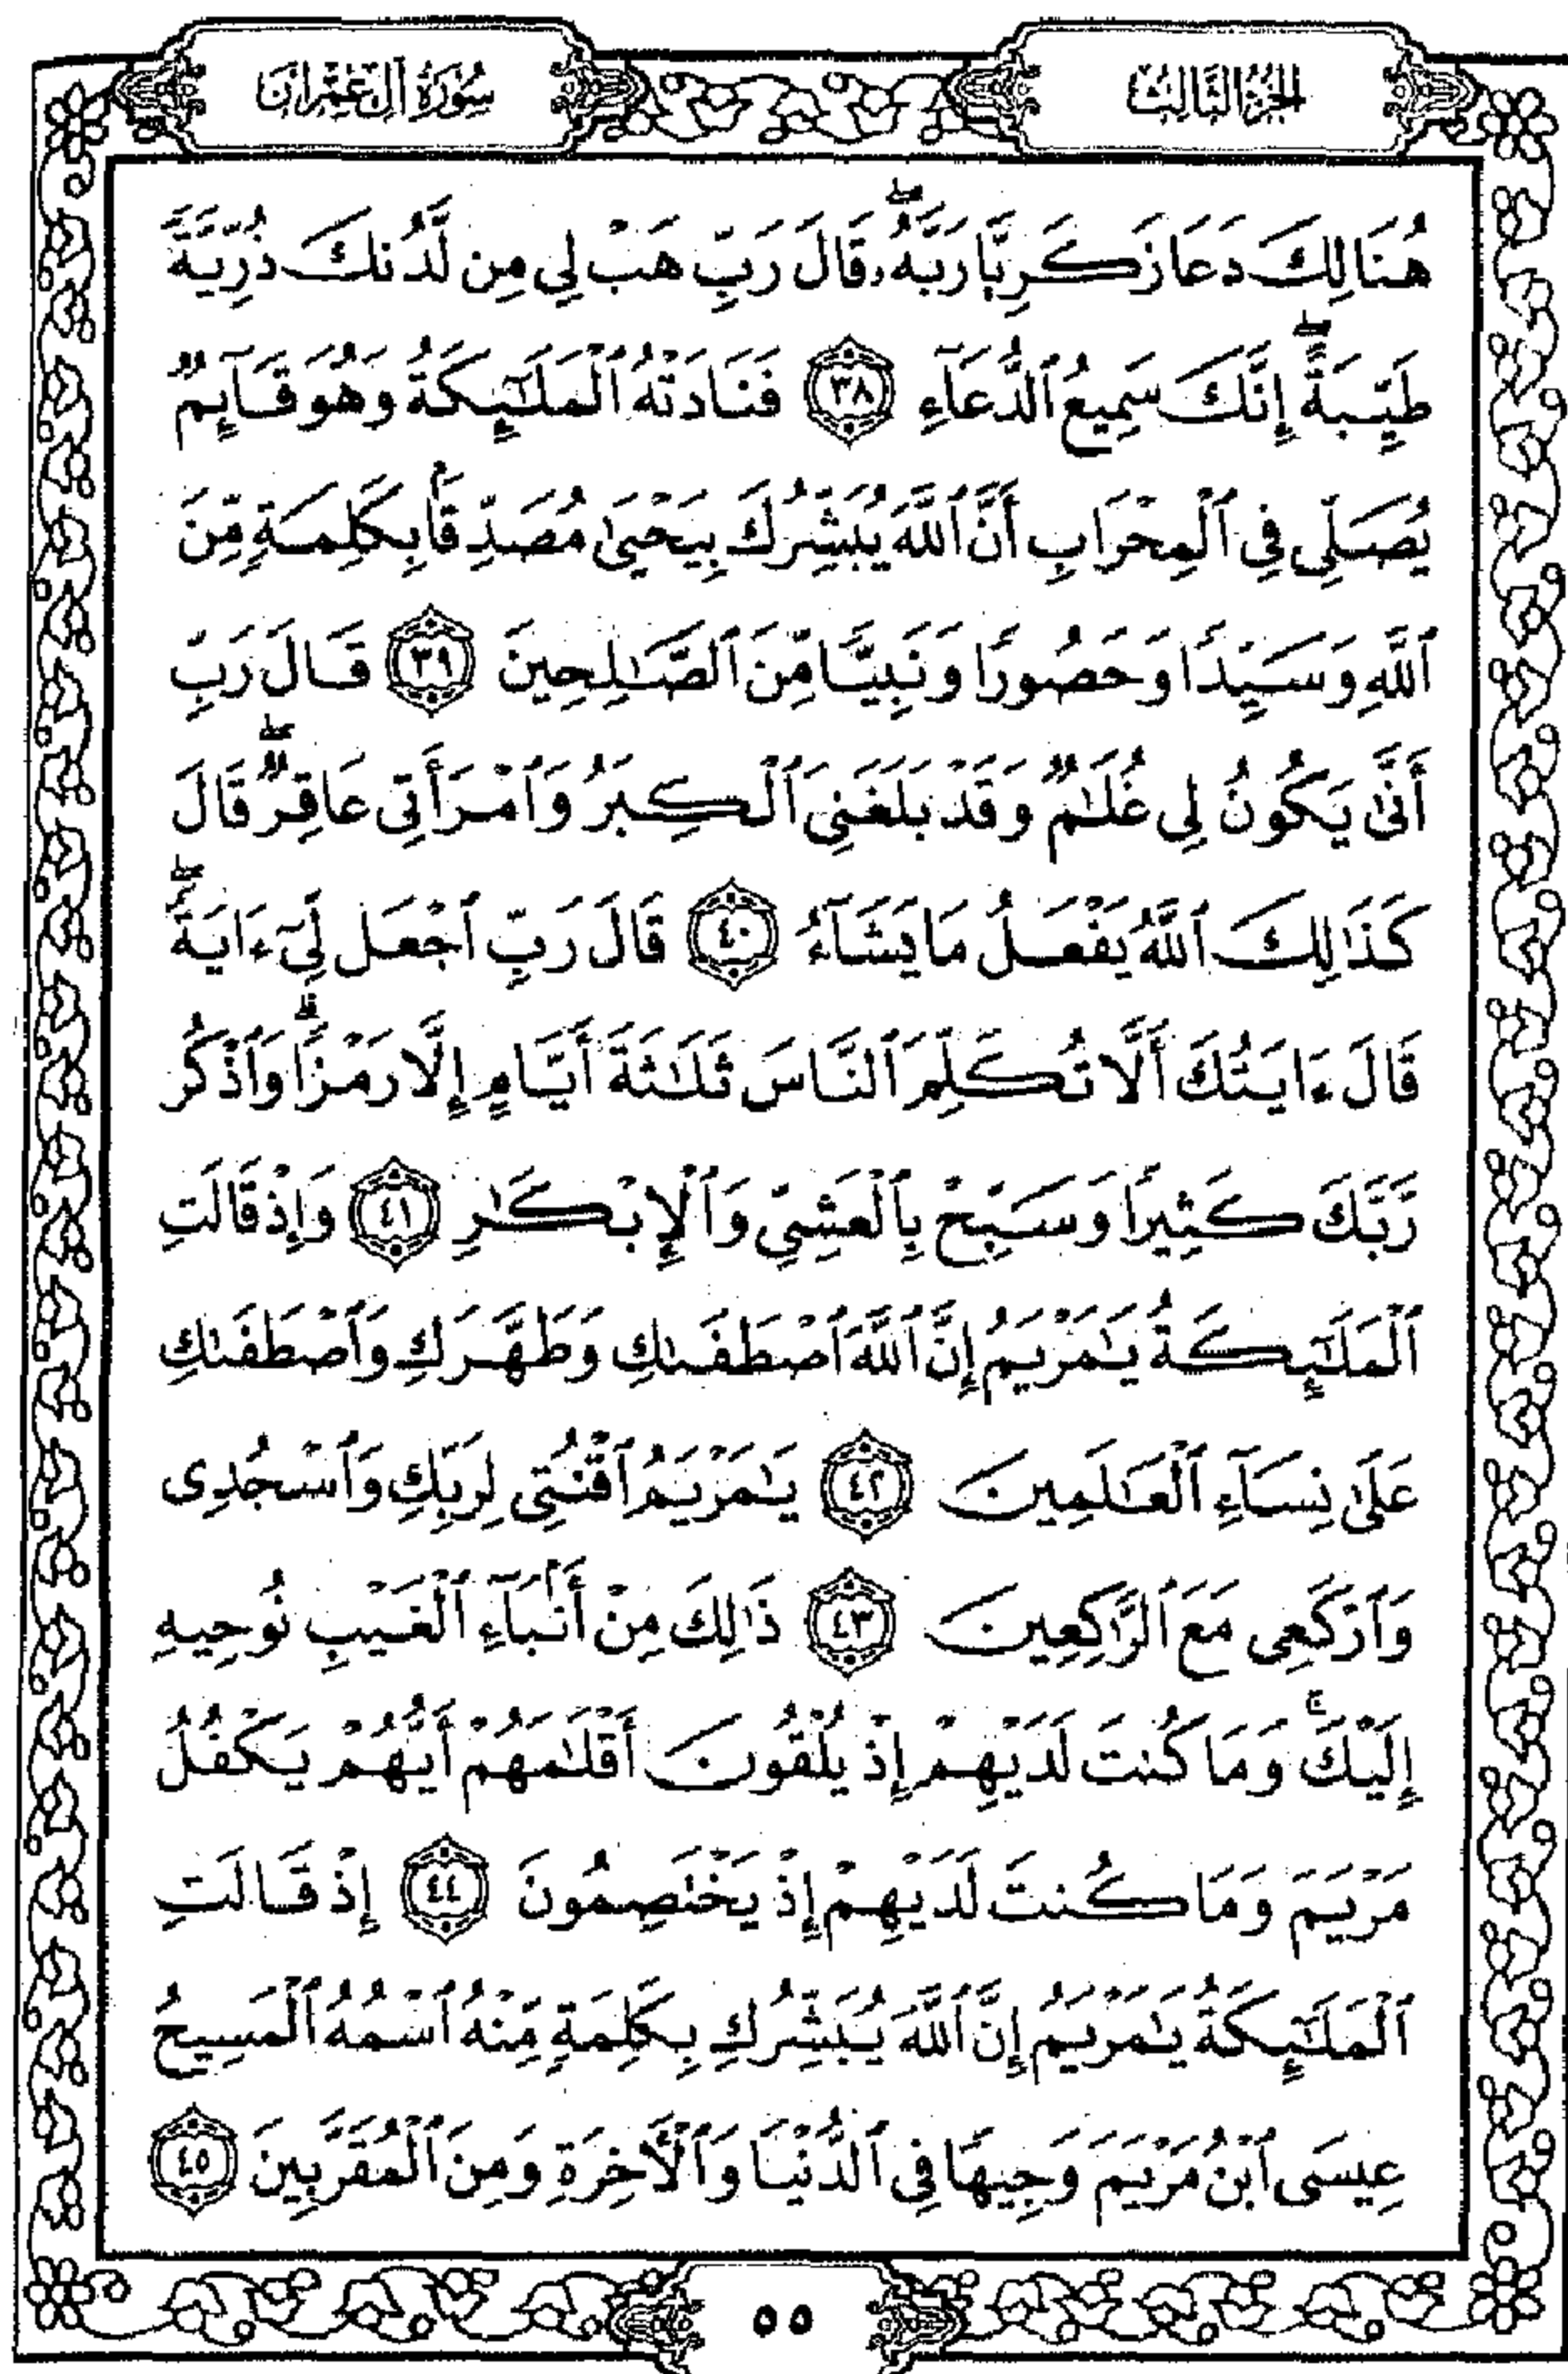 الجزء الثالث
سورة آل عمران
هُنَالِكَ دَعَا زَكَرِيَّا رَبَّهُۥۖ قَالَ رَبِّ هَبْ لِى مِن لَّدُنكَ ذُرِّيَّةً
طَيِّبَةًۖ إِنَّكَ سَمِيعُ ٱلدُّعَآءِ ٣٨ فَنَادَتْهُ ٱلْمَلَٰٓئِكَةُ وَهُوَ قَآئِمٌ
يُصَلِّى فِى ٱلْمِحْرَابِ أَنَّ ٱللَّهَ يُبَشِّرُكَ بِيَحْيَىٰ مُصَدِّقًۢا بِكَلِمَةٍ مِّنَ
ٱللَّهِ وَسَيِّدًا وَحَصُورًا وَنَبِيًّا مِّنَ ٱلصَّٰلِحِينَ ٣٩ قَالَ رَبِّ
أَنَّىٰ يَكُونُ لِى غُلَٰمٌ وَقَدْ بَلَغَنِىَ ٱلْكِبَرُ وَٱمْرَأَتِى عَاقِرٌۖ قَالَ
كَذَٰلِكَ ٱللَّهُ يَفْعَلُ مَا يَشَآءُ ٤٠ قَالَ رَبِّ ٱجْعَل لِّىٓ ءَايَةًۖ
قَالَ ءَايَتُكَ أَلَّا تُكَلِّمَ ٱلنَّاسَ ثَلَٰثَةَ أَيَّامٍ إِلَّا رَمْزًاۗ وَٱذْكُر
رَّبَّكَ كَثِيرًا وَسَبِّحْ بِٱلْعَشِىِّ وَٱلْإِبْكَٰرِ ٤١ وَإِذْ قَالَتِ
ٱلْمَلَٰٓئِكَةُ يَٰمَرْيَمُ إِنَّ ٱللَّهَ ٱصْطَفَىٰكِ وَطَهَّرَكِ وَٱصْطَفَىٰكِ
عَلَىٰ نِسَآءِ ٱلْعَٰلَمِينَ ٤٢ يَٰمَرْيَمُ ٱقْنُتِى لِرَبِّكِ وَٱسْجُدِى
وَٱرْكَعِى مَعَ ٱلرَّٰكِعِينَ ٤٣ ذَٰلِكَ مِنْ أَنۢبَآءِ ٱلْغَيْبِ نُوحِيهِ
إِلَيْكَۚ وَمَا كُنتَ لَدَيْهِمْ إِذْ يُلْقُونَ أَقْلَٰمَهُمْ أَيُّهُمْ يَكْفُلُ
مَرْيَمَ وَمَا كُنتَ لَدَيْهِمْ إِذْ يَخْتَصِمُونَ ٤٤ إِذْ قَالَتِ
ٱلْمَلَٰٓئِكَةُ يَٰمَرْيَمُ إِنَّ ٱللَّهَ يُبَشِّرُكِ بِكَلِمَةٍ مِّنْهُ ٱسْمُهُ ٱلْمَسِيحُ
عِيسَى ٱبْنُ مَرْيَمَ وَجِيهًا فِى ٱلدُّنْيَا وَٱلْءَاخِرَةِ وَمِنَ ٱلْمُقَرَّبِينَ ٤٥
٥٥